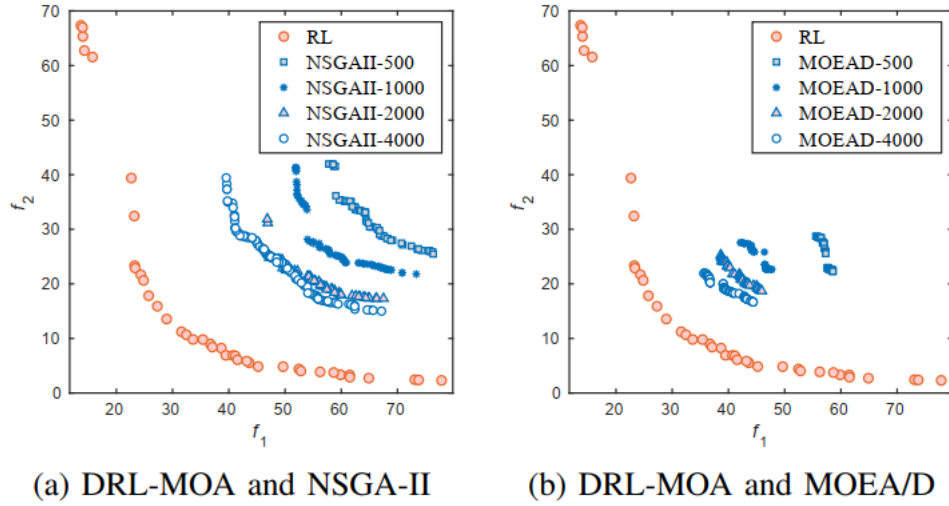 70
60
50
40
30
20
10
0
f2
20 30 40 50 60 70
f1
RL
NSGAII-500
NSGAII-1000
NSGAII-2000
NSGAII-4000
(a) DRL-MOA and NSGA-II
70
60
50
40
30
20
10
0
f2
20 30 40 50 60 70
f1
RL
MOEAD-500
MOEAD-1000
MOEAD-2000
MOEAD-4000
(b) DRL-MOA and MOEA/D